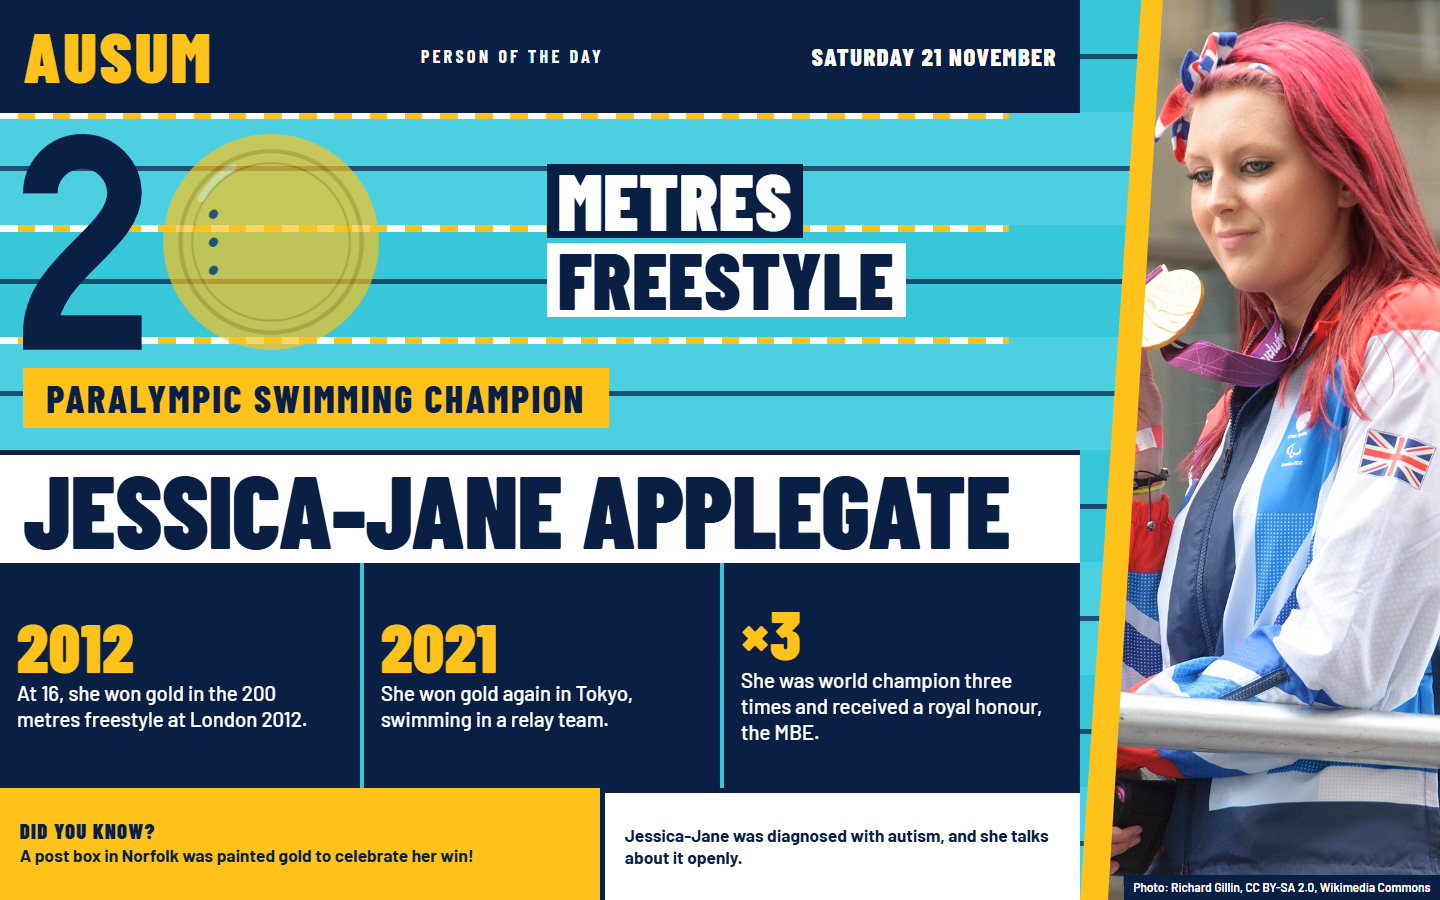 AUSUM
PERSON OF THE DAY
SATURDAY 21 NOVEMBER
2
METRES
FREESTYLE
PARALYMPIC SWIMMING CHAMPION
JESSICA-JANE APPLEGATE
2012
At 16, she won gold in the 200
metres freestyle at London 2012.
2021
She won gold again in Tokyo,
swimming in a relay team.
×3
She was world champion three
times and received a royal honour,
the MBE.
DID YOU KNOW?
A post box in Norfolk was painted gold to celebrate her win!
Jessica-Jane was diagnosed with autism, and she talks
about it openly.
Photo: Richard Gillin, CC BY-SA 2.0, Wikimedia Commons